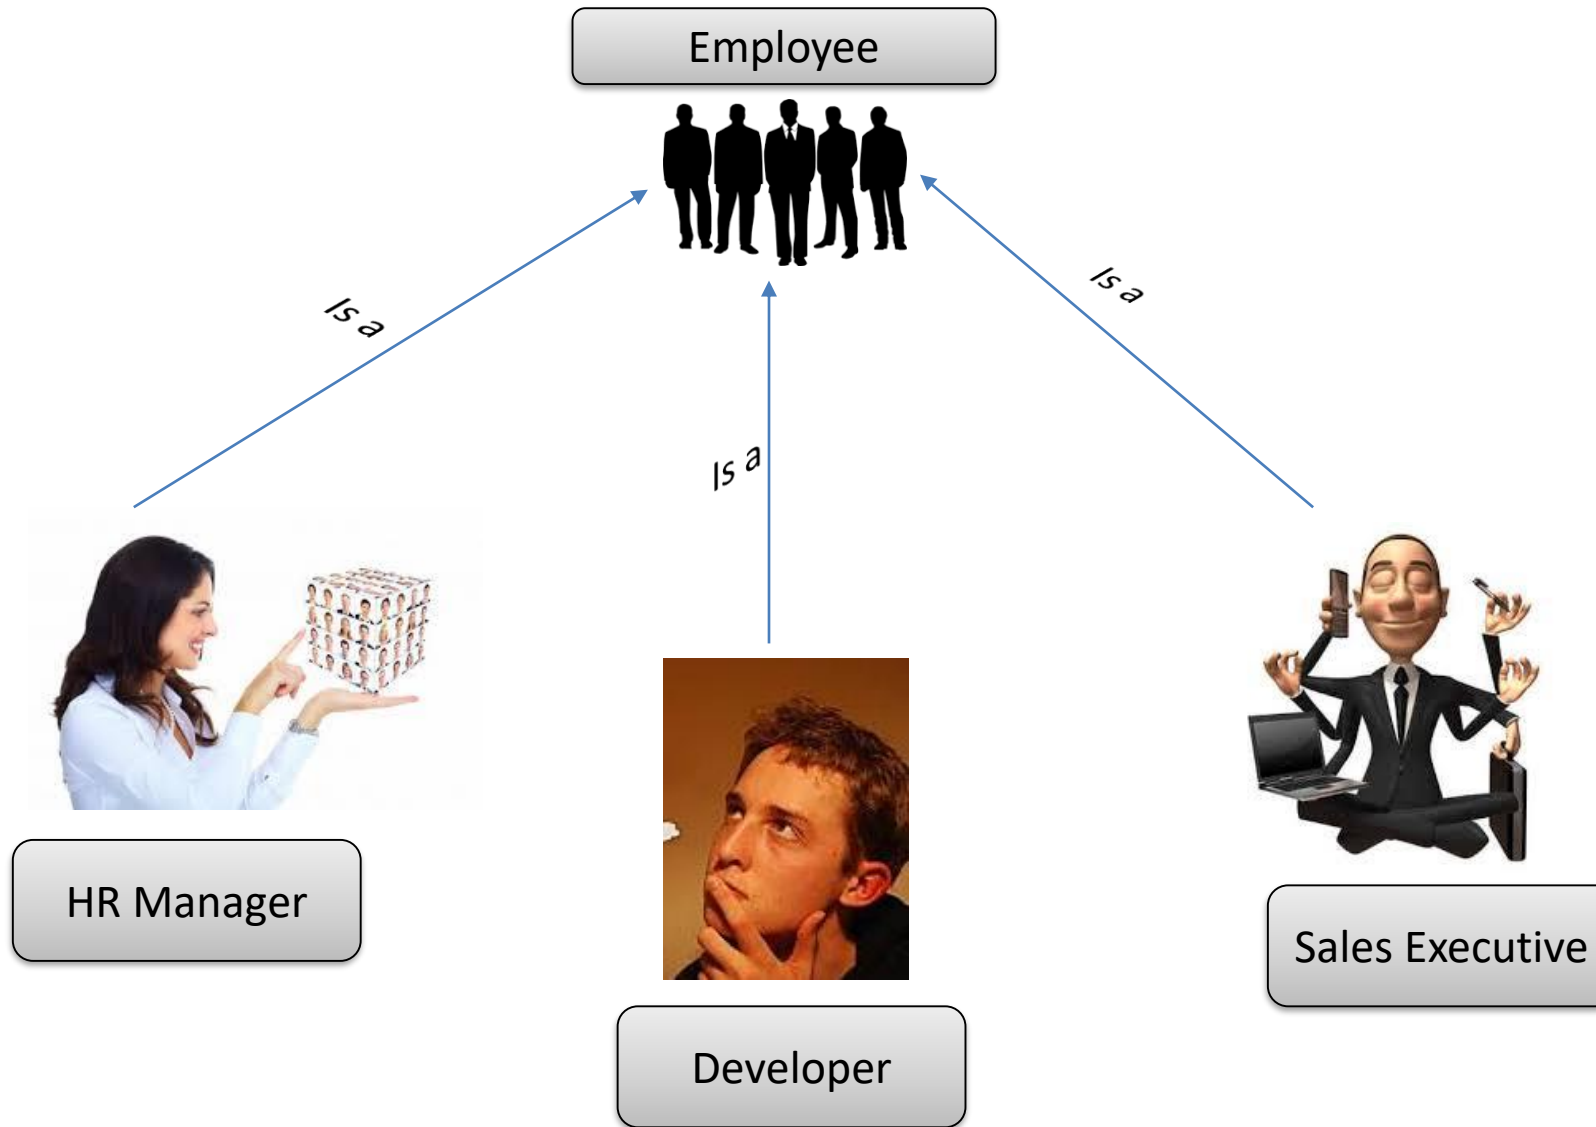 Employee
Is a
Is a
Is a
HR Manager
Sales Executive
Developer